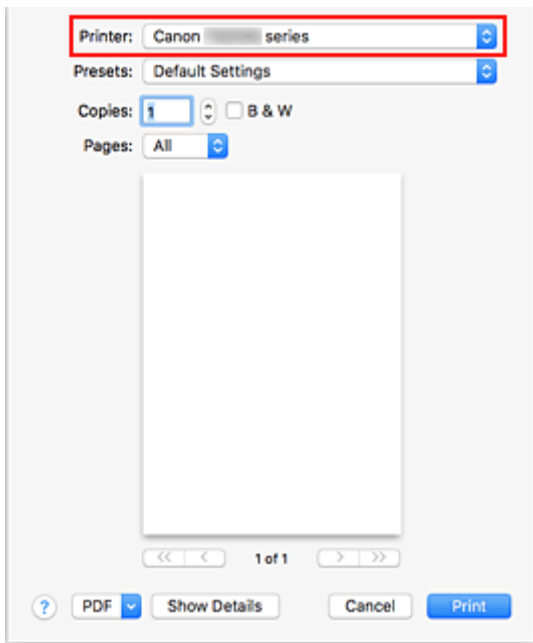 Printer: Canon series
Presets: Default Settings
Copies: 1 B & W
Pages: All
<< < 1 of 1 > >>
? PDF Show Details Cancel Print